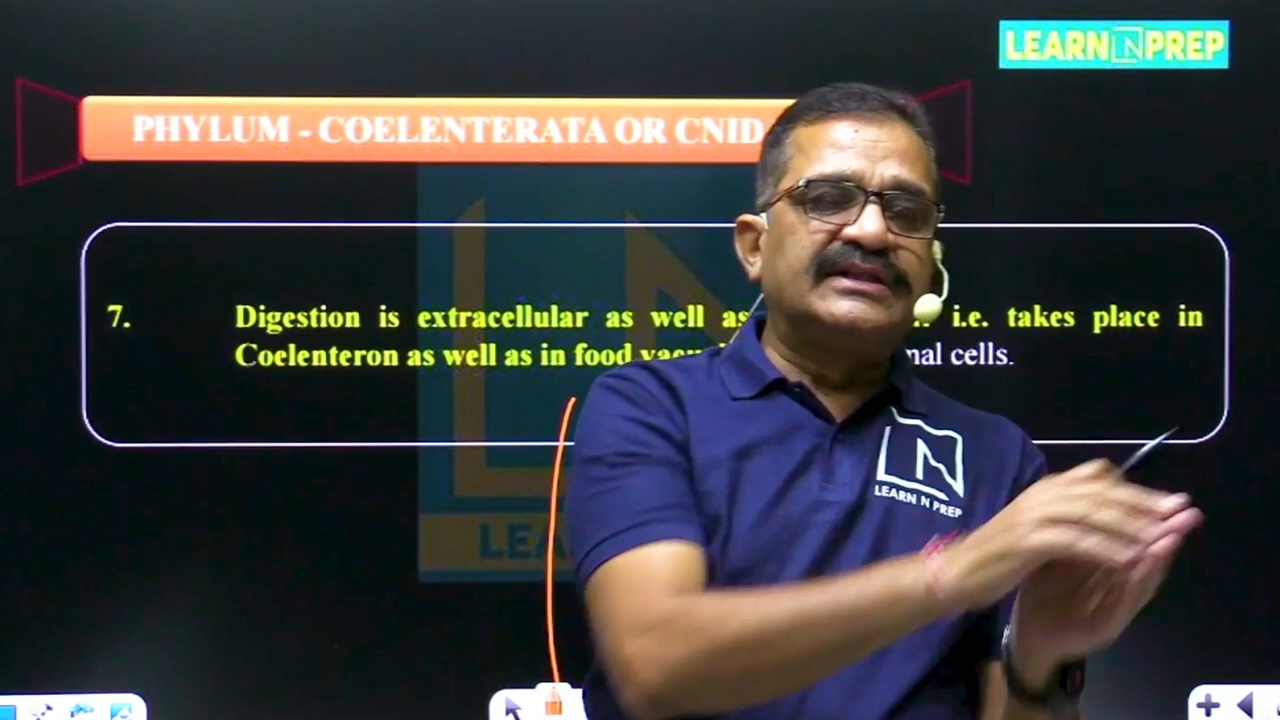 LEARN N PREP
PHYLUM - COELENTERATA OR CNID
7. Digestion is extracellular as well as i.e. takes place in
Coelenteron as well as in food cells.
LEARN N PREP